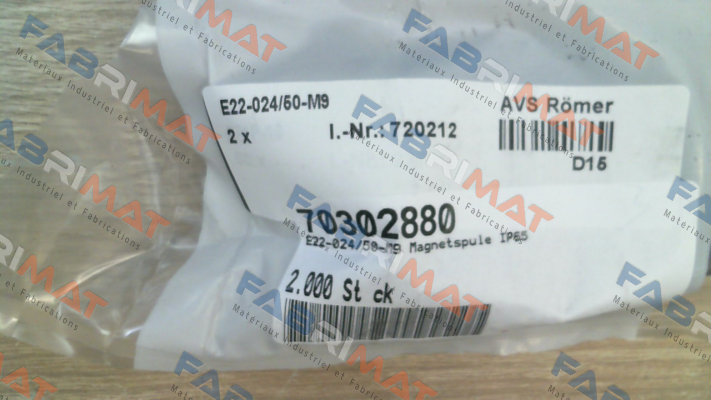 E22-024/50-M9
AVS Römer
2 x
I.-Nr.: 720212
D15
70302880
E22-024/50-M9 Magnetspule IP65
2.000 St ck
FABRIMAT
Matériaux Industriel et Fabrications